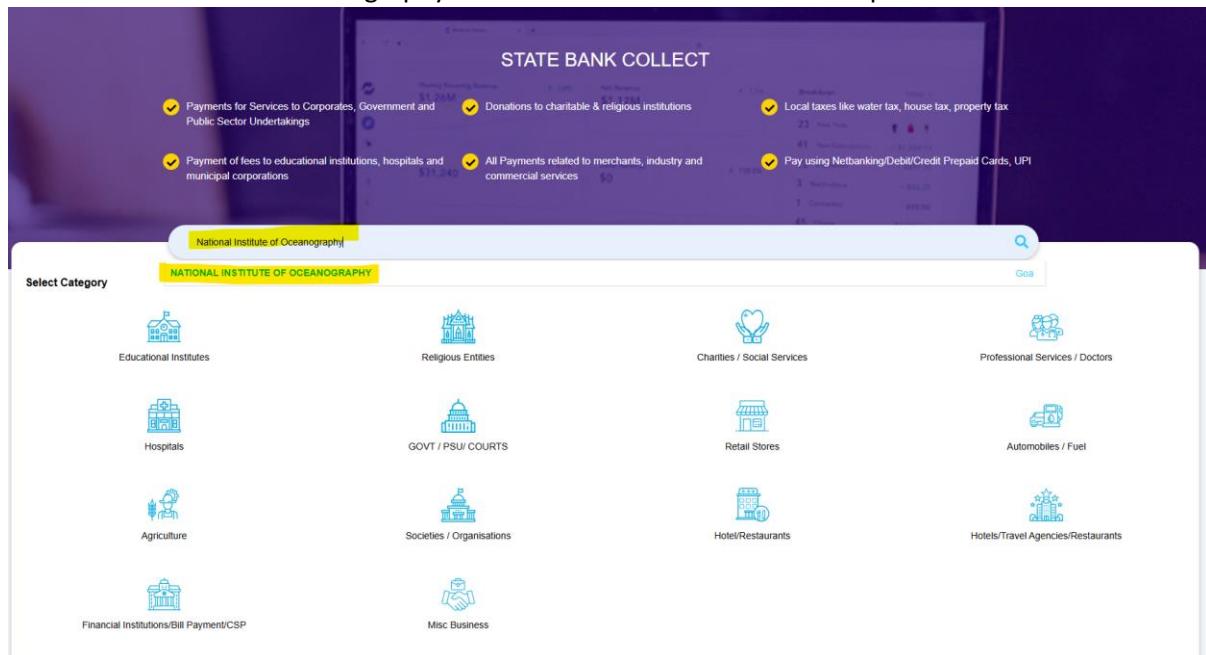 STATE BANK COLLECT
Payments for Services to Corporates, Government and
Public Sector Undertakings
Donations to charitable & religious institutions
Local taxes like water tax, house tax, property tax
Payment of fees to educational institutions, hospitals and
municipal corporations
All Payments related to merchants, industry and
commercial services
Pay using Netbanking/Debit/Credit Prepaid Cards, UPI
National Institute of Oceanography
NATIONAL INSTITUTE OF OCEANOGRAPHY Goa
Select Category
Educational Institutes Religious Entities Charities / Social Services Professional Services / Doctors
Hospitals GOVT / PSU/ COURTS Retail Stores Automobiles / Fuel
Agriculture Societies / Organisations Hotel/Restaurants Hotels/Travel Agencies/Restaurants
Financial Institutions/Bill Payment/CSP Misc Business